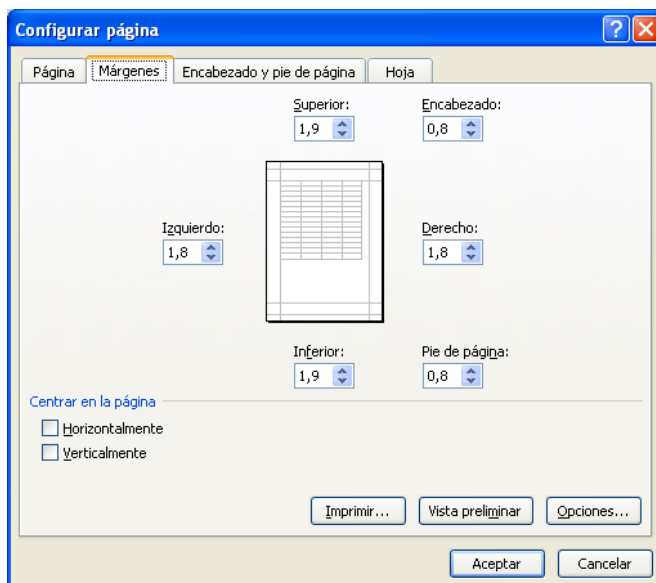 Configurar página
Página Márgenes Encabezado y pie de página Hoja
Superior: Encabezado:
1,9 0,8
Izquierdo: Derecho:
1,8 1,8
Inferior: Pie de página:
1,9 0,8
Centrar en la página
Horizontalmente
Verticalmente
Imprimir... Vista preliminar Opciones...
Aceptar Cancelar